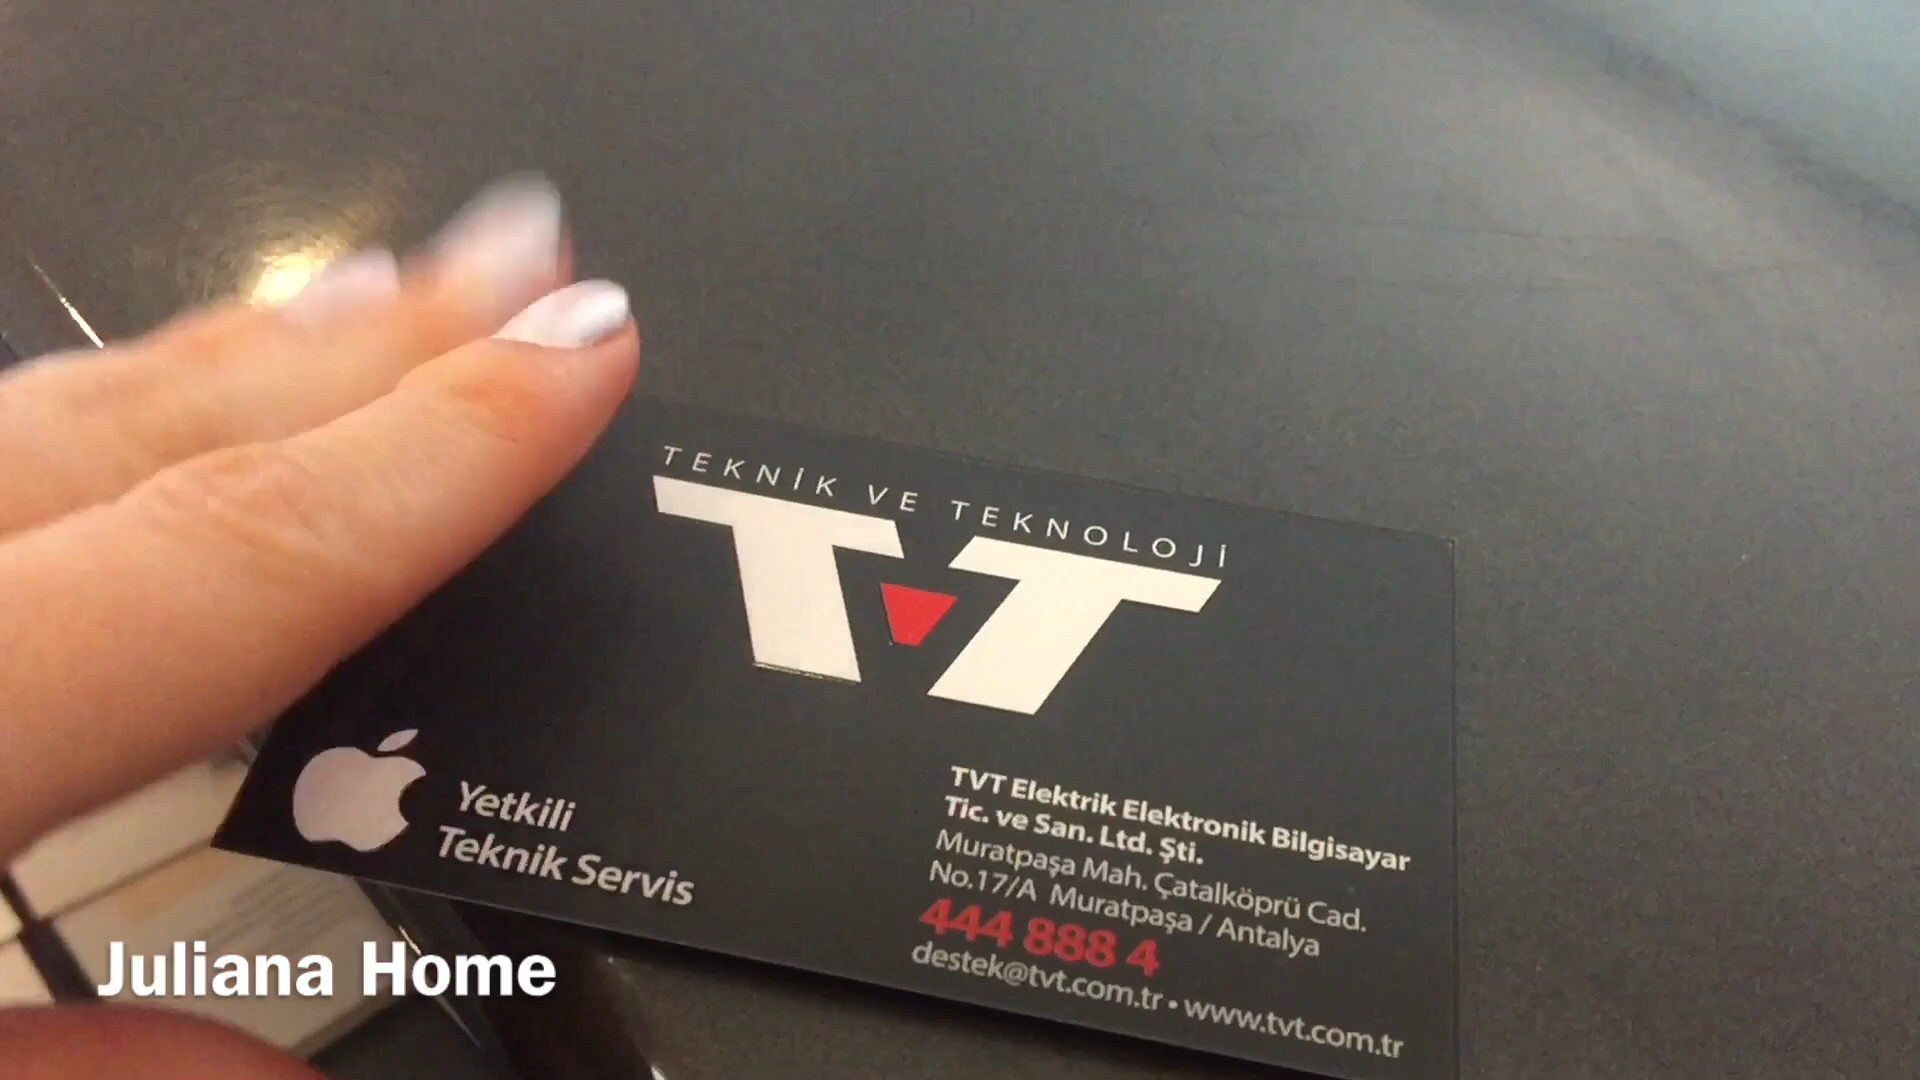 TEKNİK VE TEKNOLOJİ
TVT
Yetkili
Teknik Servis
TVT Elektrik Elektronik Bilgisayar
Tic. ve San. Ltd. Şti.
Muratpaşa Mah. Çatalköprü Cad.
No.17/A Muratpaşa / Antalya
444 888 4
destek@tvt.com.tr • www.tvt.com.tr
Juliana Home